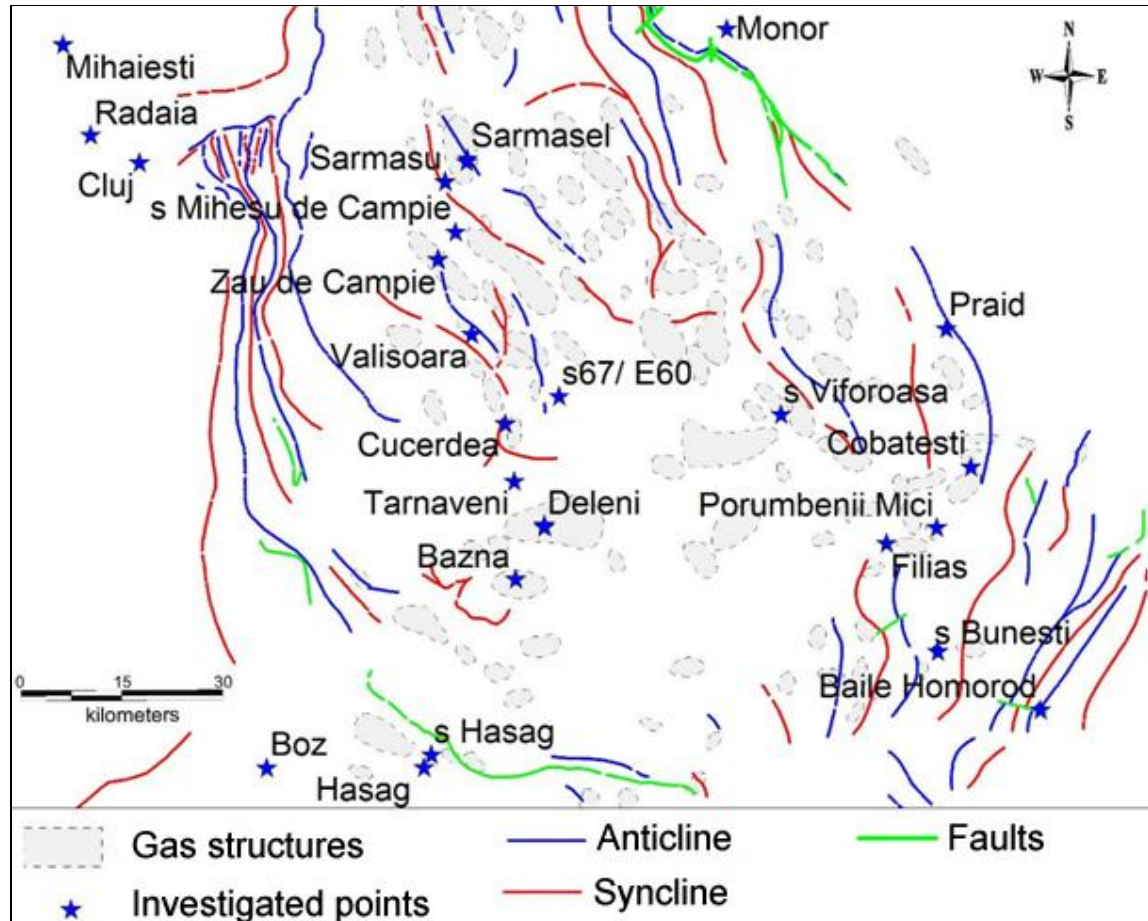 Monor
N
W E
S
Mihaiesti
Radaia
Cluj
Sarmasel
Sarmasu
s Mihesu de Campie
Zau de Campie
Praid
Valisoara
s67/ E60
s Viforoasa
Cucerdea
Cobatesti
Tarnaveni
Deleni
Porumbenii Mici
Bazna
Filias
s Bunesti
Baile Homorod
0 15 30
kilometers
s Hasag
Boz
Hasag
Gas structures
Anticline
Faults
Investigated points
Syncline